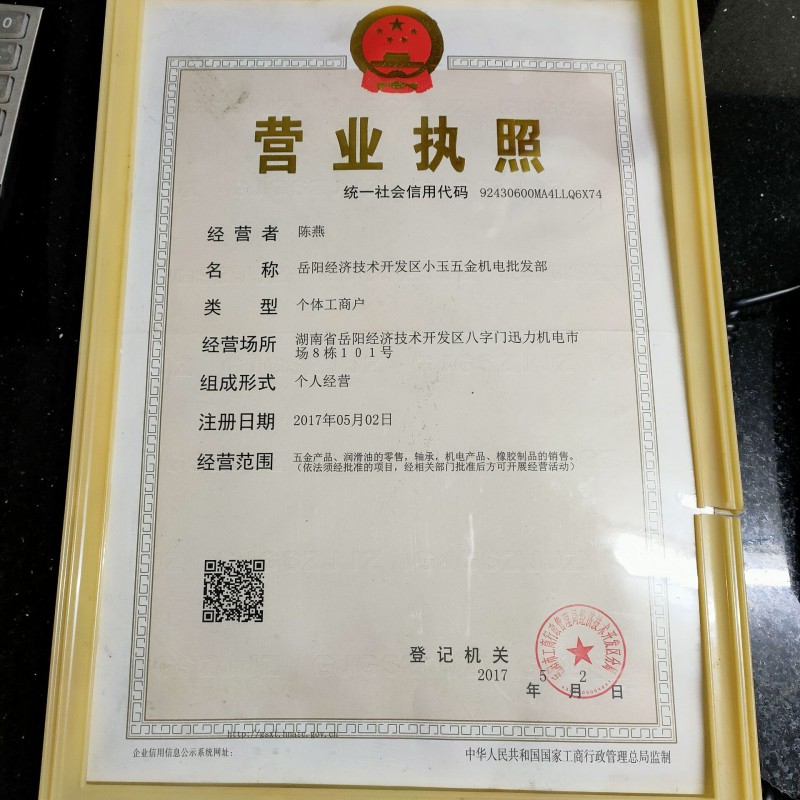 营业执照
统一社会信用代码 92430600MA4LLQ6X74
经营者 陈燕
名称 岳阳经济技术开发区小玉五金机电批发部
类型 个体工商户
经营场所 湖南省岳阳经济技术开发区八字门迅力机电市
场8栋101号
组成形式 个人经营
注册日期 2017年05月02日
经营范围 五金产品、润滑油的零售，轴承，机电产品、橡胶制品的销售。
（依法须经批准的项目，经相关部门批准后方可开展经营活动）
登记机关
2017年5月2日
企业信用信息公示系统网址：
中华人民共和国国家工商行政管理总局监制